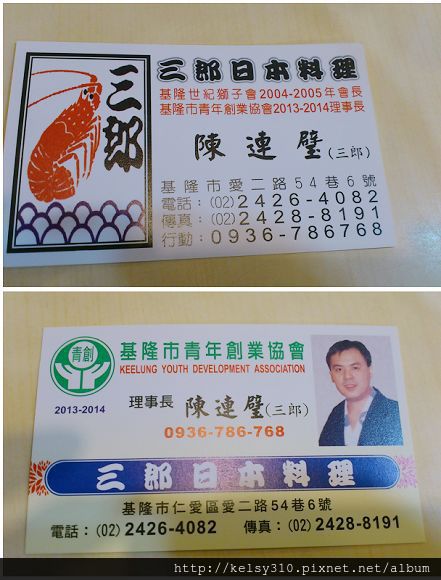 三郎
三郎日本料理
基隆世紀獅子會2004-2005年會長
基隆市青年創業協會2013-2014理事長
陳連璧(三郎)
基隆市愛二路54巷6號
電話：(02)2426-4082
傳真：(02)2428-8191
行動：0936-786768
青創
基隆市青年創業協會
KEELUNG YOUTH DEVELOPMENT ASSOCIATION
2013-2014
理事長 陳連璧(三郎)
0936-786-768
三郎日本料理
基隆市仁愛區愛二路54巷6號
電話：(02)2426-4082 傳真：(02)2428-8191
http://kelsy310.pixnet.net/album